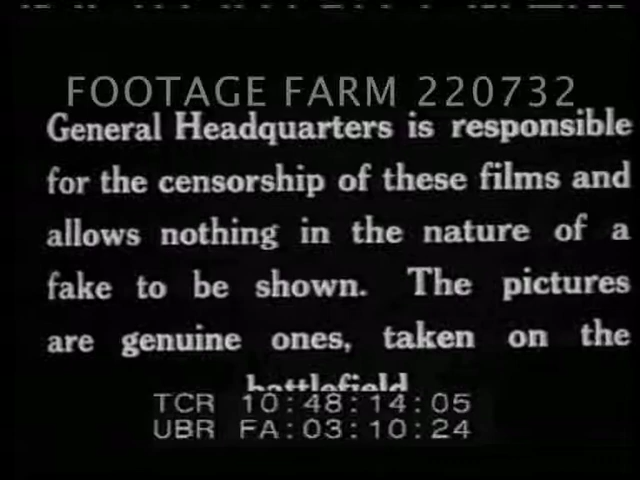 FOOTAGE FARM 220732
General Headquarters is responsible
for the censorship of these films and
allows nothing in the nature of a
fake to be shown. The pictures
are genuine ones, taken on the
battlefield
TCR 10:48:14:05
UBR FA:03:10:24